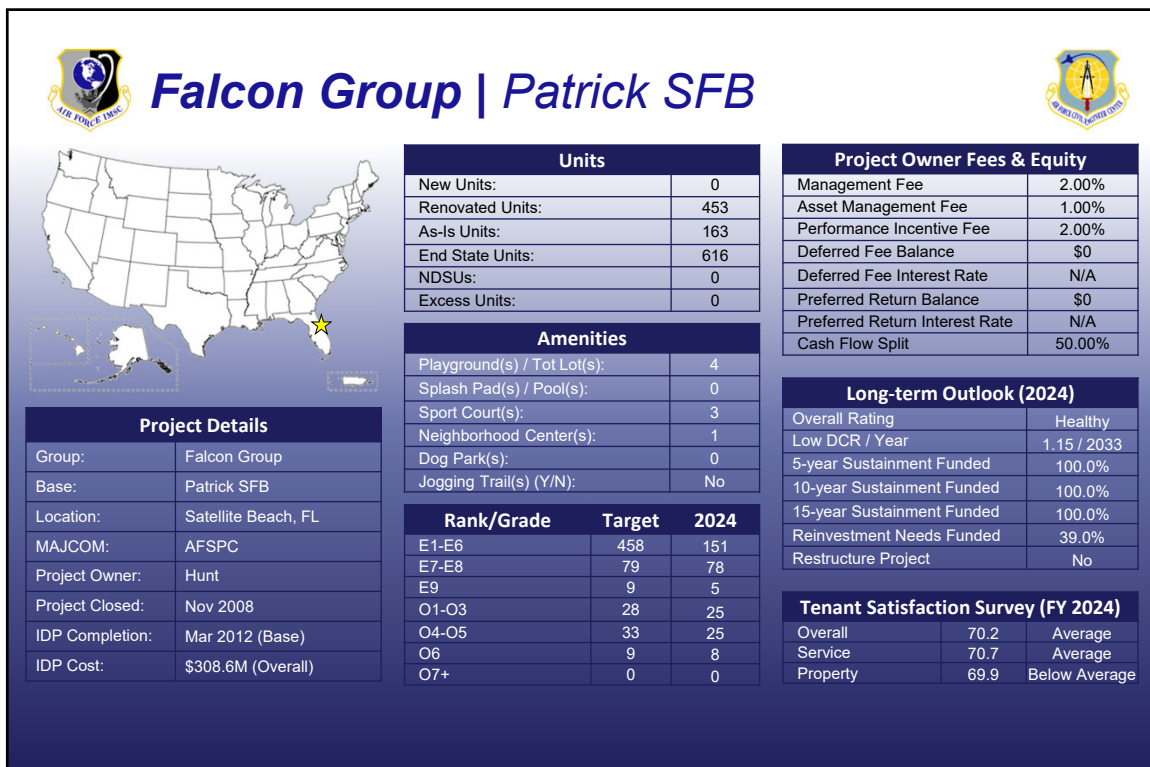 Falcon Group | Patrick SFB
AIR FORCE IMSC
AIR FORCE CIVIL ENGINEER CENTER
Project Details
Group: Falcon Group
Base: Patrick SFB
Location: Satellite Beach, FL
MAJCOM: AFSPC
Project Owner: Hunt
Project Closed: Nov 2008
IDP Completion: Mar 2012 (Base)
IDP Cost: $308.6M (Overall)
Units
New Units: 0
Renovated Units: 453
As-Is Units: 163
End State Units: 616
NDSUs: 0
Excess Units: 0
Amenities
Playground(s) / Tot Lot(s): 4
Splash Pad(s) / Pool(s): 0
Sport Court(s): 3
Neighborhood Center(s): 1
Dog Park(s): 0
Jogging Trail(s) (Y/N): No
Rank/Grade Target 2024
E1-E6 458 151
E7-E8 79 78
E9 9 5
O1-O3 28 25
O4-O5 33 25
O6 9 8
O7+ 0 0
Project Owner Fees & Equity
Management Fee 2.00%
Asset Management Fee 1.00%
Performance Incentive Fee 2.00%
Deferred Fee Balance $0
Deferred Fee Interest Rate N/A
Preferred Return Balance $0
Preferred Return Interest Rate N/A
Cash Flow Split 50.00%
Long-term Outlook (2024)
Overall Rating Healthy
Low DCR / Year 1.15 / 2033
5-year Sustainment Funded 100.0%
10-year Sustainment Funded 100.0%
15-year Sustainment Funded 100.0%
Reinvestment Needs Funded 39.0%
Restructure Project No
Tenant Satisfaction Survey (FY 2024)
Overall 70.2 Average
Service 70.7 Average
Property 69.9 Below Average